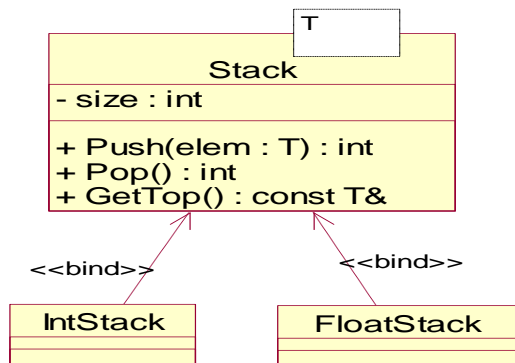 T
Stack
- size : int
+ Push(elem : T) : int
+ Pop() : int
+ GetTop() : const T&
<<bind>>
<<bind>>
IntStack
FloatStack